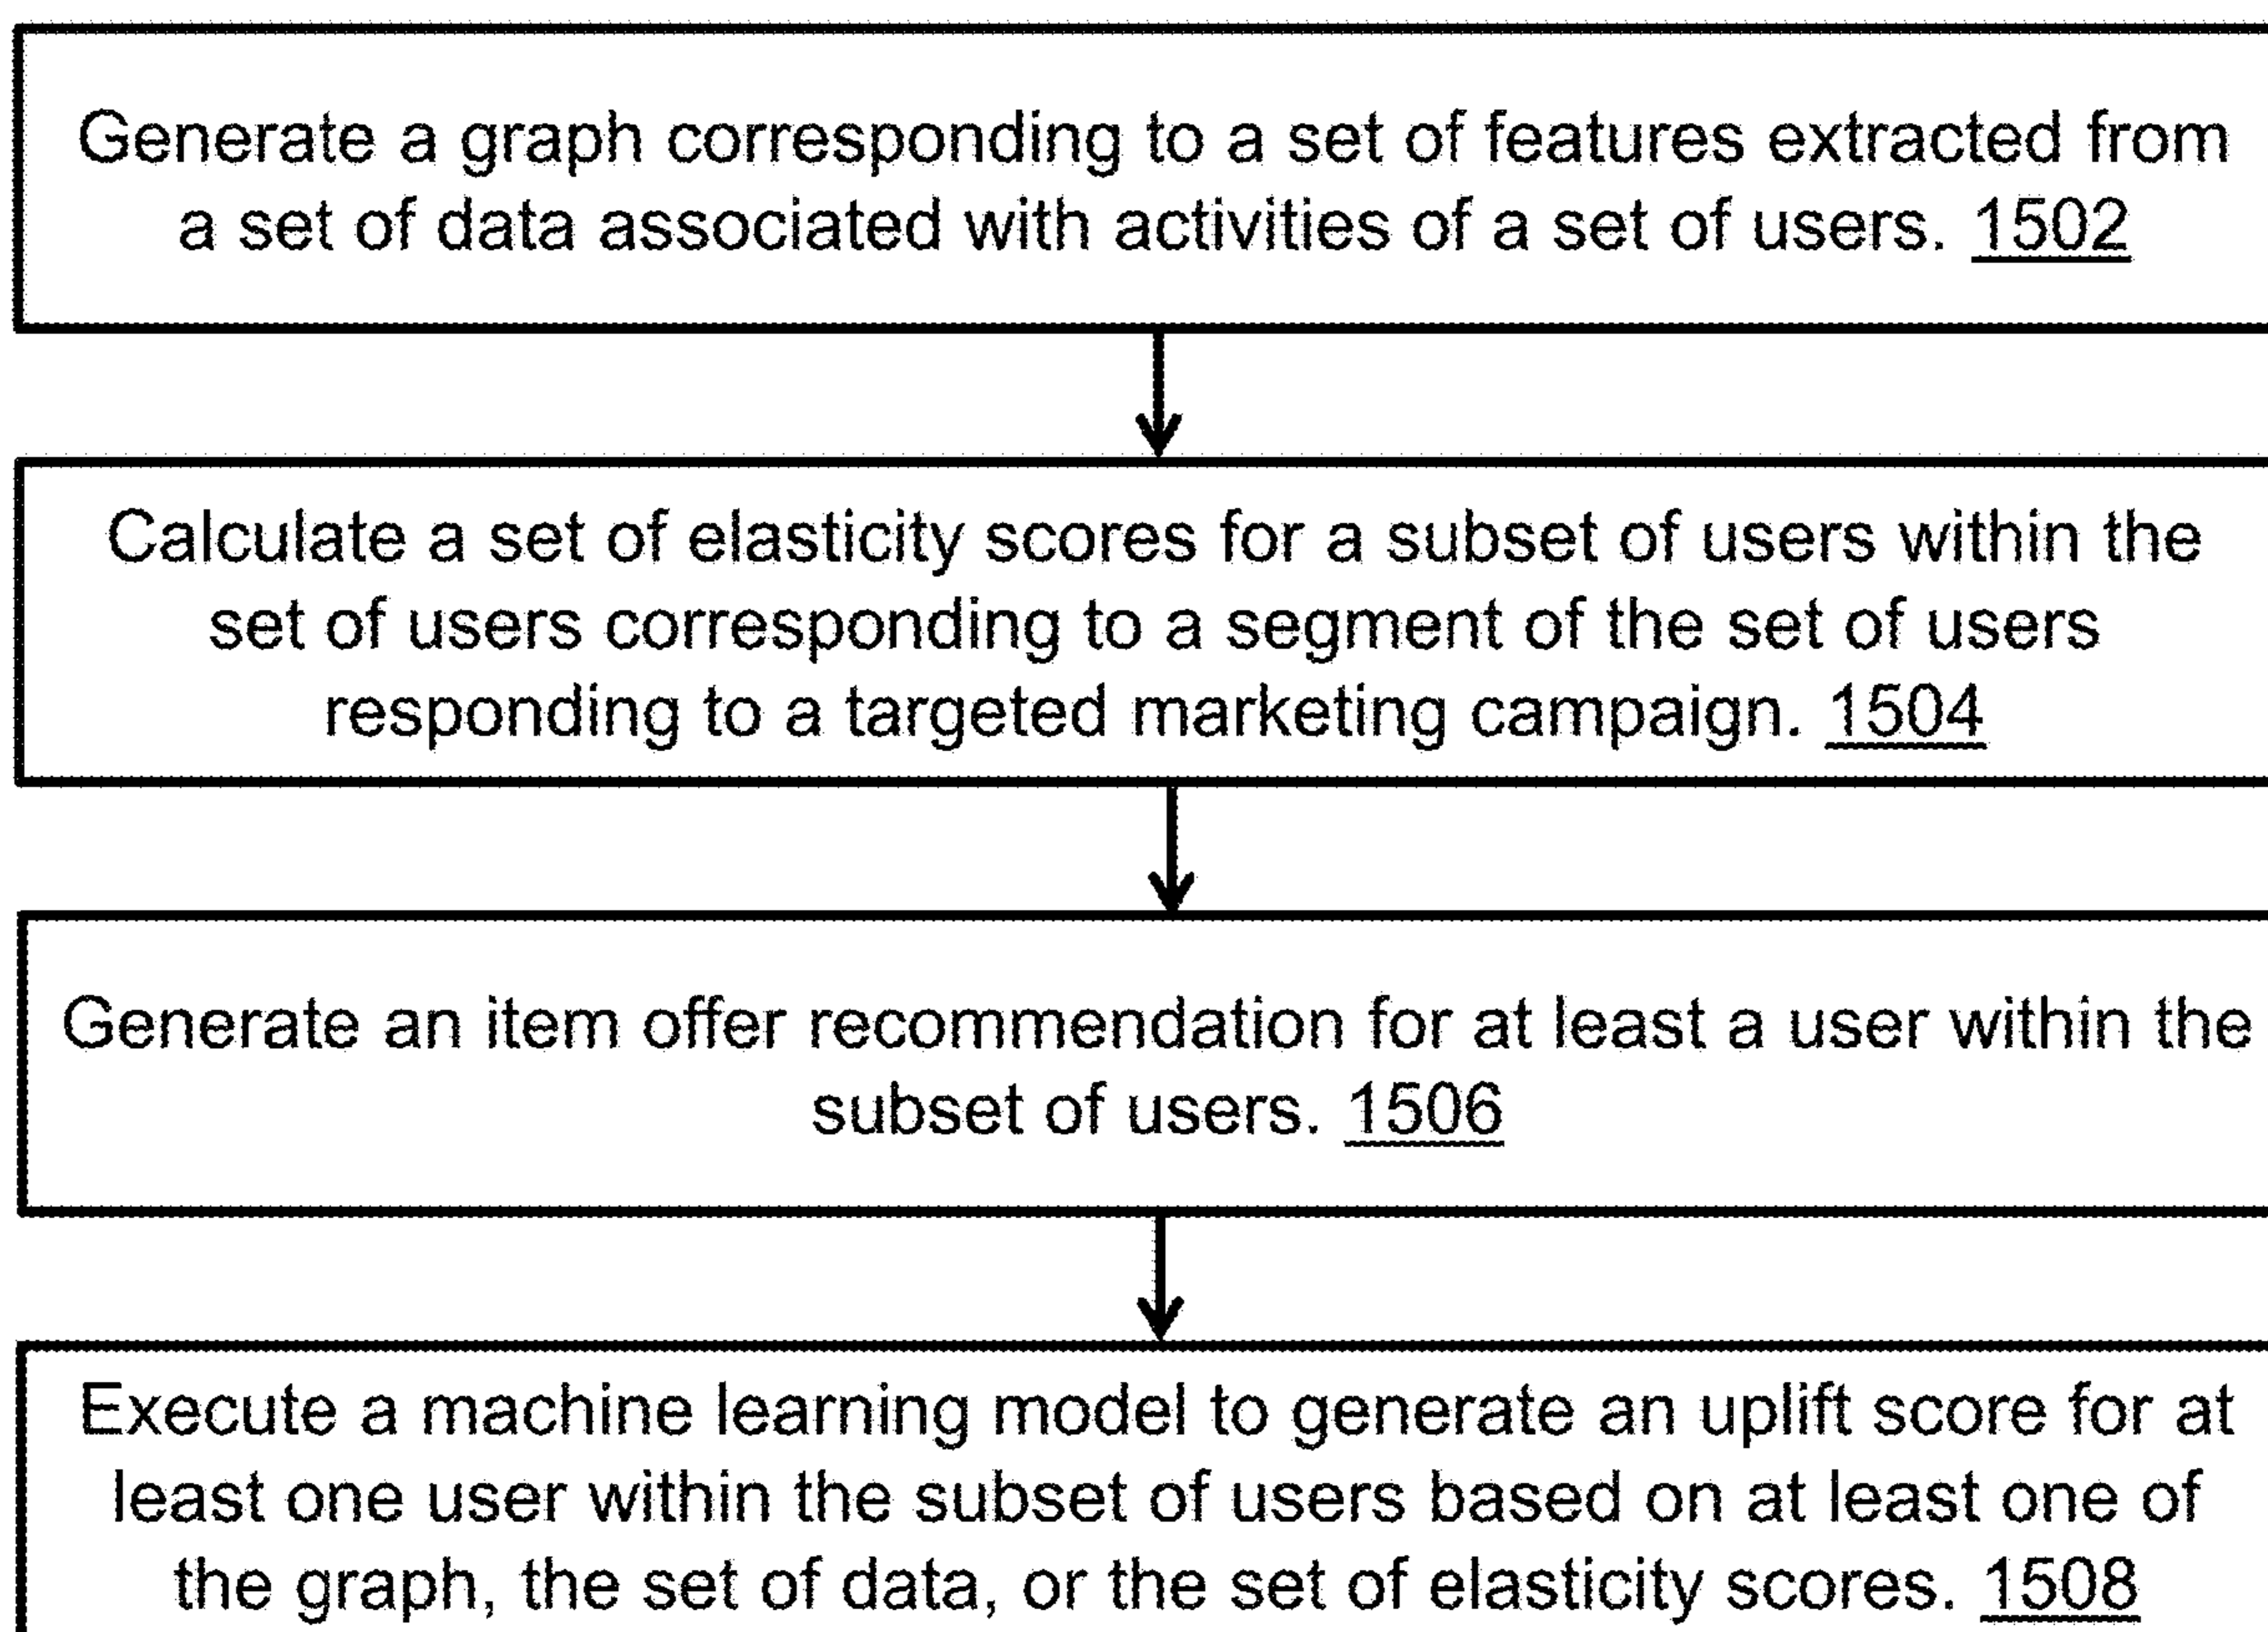 Generate a graph corresponding to a set of features extracted from
a set of data associated with activities of a set of users. 1502
Calculate a set of elasticity scores for a subset of users within the
set of users corresponding to a segment of the set of users
responding to a targeted marketing campaign. 1504
Generate an item offer recommendation for at least a user within the
subset of users. 1506
Execute a machine learning model to generate an uplift score for at
least one user within the subset of users based on at least one of
the graph, the set of data, or the set of elasticity scores. 1508